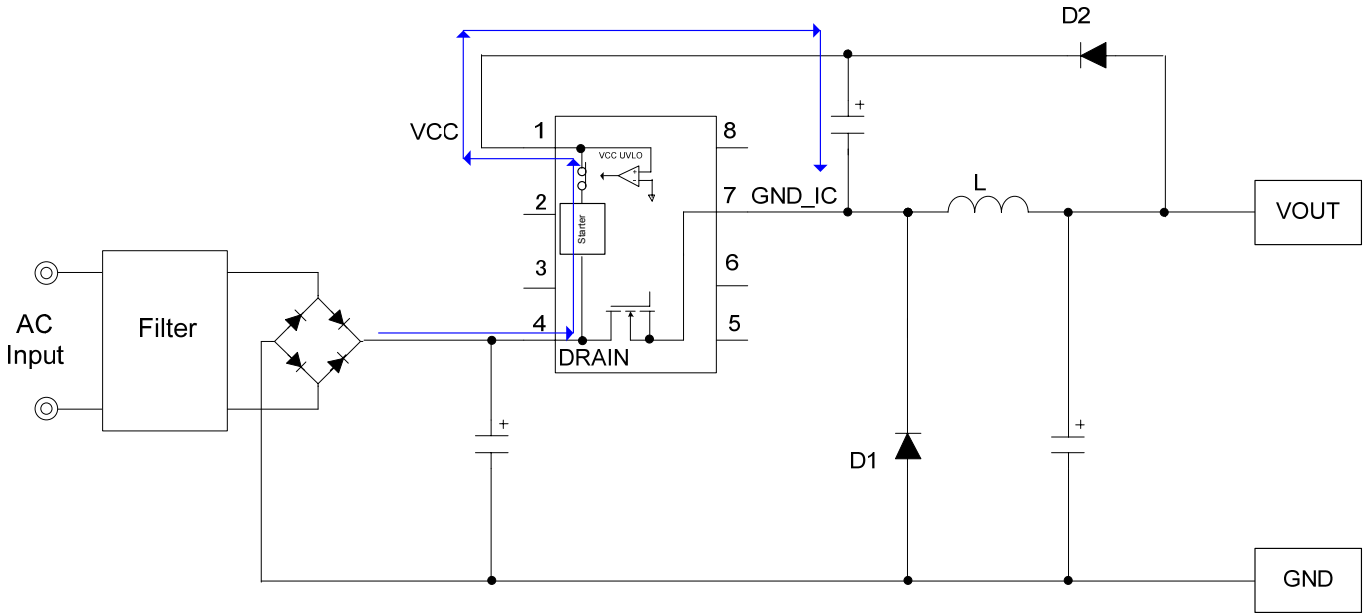 D2
+
VCC
1
8
VCC UVLO
+
-
2
7
GND_IC
L
VOUT
Starter
3
6
AC
Input
Filter
4
5
DRAIN
+
+
D1
GND